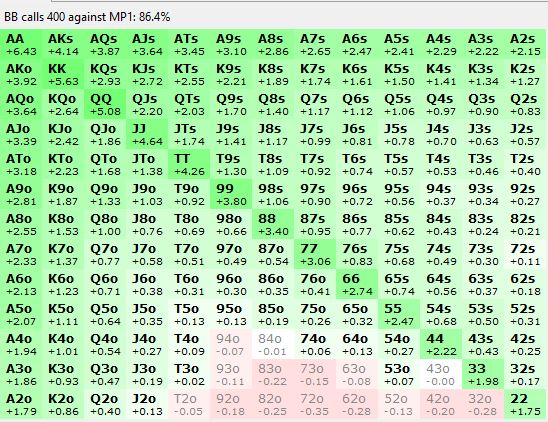 BB calls 400 against MP1: 86.4%
AA AKs AQs AJs ATs A9s A8s A7s A6s A5s A4s A3s A2s
+6.43 +4.14 +3.87 +3.64 +3.45 +3.10 +2.86 +2.65 +2.47 +2.41 +2.29 +2.22 +2.15
AKo KK KQs KJs KTs K9s K8s K7s K6s K5s K4s K3s K2s
+3.92 +5.63 +2.93 +2.72 +2.55 +2.21 +1.89 +1.74 +1.61 +1.50 +1.41 +1.34 +1.27
AQo KQo QQ QJs QTs Q9s Q8s Q7s Q6s Q5s Q4s Q3s Q2s
+3.64 +2.64 +5.08 +2.20 +2.03 +1.70 +1.40 +1.17 +1.12 +1.06 +0.97 +0.90 +0.83
AJo KJo QJo JJ JTs J9s J8s J7s J6s J5s J4s J3s J2s
+3.39 +2.42 +1.86 +4.64 +1.74 +1.41 +1.17 +0.99 +0.81 +0.78 +0.70 +0.63 +0.57
ATo KTo QTo JTo TT T9s T8s T7s T6s T5s T4s T3s T2s
+3.18 +2.23 +1.68 +1.38 +4.26 +1.30 +1.09 +0.92 +0.74 +0.57 +0.53 +0.46 +0.40
A9o K9o Q9o J9o T9o 99 98s 97s 96s 95s 94s 93s 92s
+2.81 +1.87 +1.33 +1.03 +0.92 +3.80 +1.06 +0.90 +0.72 +0.56 +0.37 +0.34 +0.27
A8o K8o Q8o J8o T8o 98o 88 87s 86s 85s 84s 83s 82s
+2.55 +1.53 +1.00 +0.76 +0.69 +0.66 +3.40 +0.95 +0.77 +0.62 +0.43 +0.24 +0.21
A7o K7o Q7o J7o T7o 97o 87o 77 76s 75s 74s 73s 72s
+2.33 +1.37 +0.77 +0.58 +0.51 +0.49 +0.54 +3.06 +0.83 +0.68 +0.49 +0.30 +0.11
A6o K6o Q6o J6o T6o 96o 86o 76o 66 65s 64s 63s 62s
+2.13 +1.23 +0.71 +0.38 +0.31 +0.30 +0.35 +0.41 +2.74 +0.74 +0.56 +0.37 +0.18
A5o K5o Q5o J5o T5o 95o 85o 75o 65o 55 54s 53s 52s
+2.07 +1.11 +0.64 +0.35 +0.13 +0.13 +0.19 +0.26 +0.32 +2.47 +0.68 +0.50 +0.31
A4o K4o Q4o J4o T4o 94o 84o 74o 64o 54o 44 43s 42s
+1.94 +1.01 +0.54 +0.27 +0.09 -0.07 -0.01 +0.06 +0.13 +0.27 +2.22 +0.43 +0.25
A3o K3o Q3o J3o T3o 93o 83o 73o 63o 53o 43o 33 32s
+1.86 +0.93 +0.47 +0.19 +0.02 -0.11 -0.22 -0.15 -0.08 +0.07 -0.00 +1.98 +0.17
A2o K2o Q2o J2o T2o 92o 82o 72o 62o 52o 42o 32o 22
+1.79 +0.86 +0.40 +0.13 -0.05 -0.18 -0.25 -0.35 -0.28 -0.13 -0.20 -0.28 +1.75